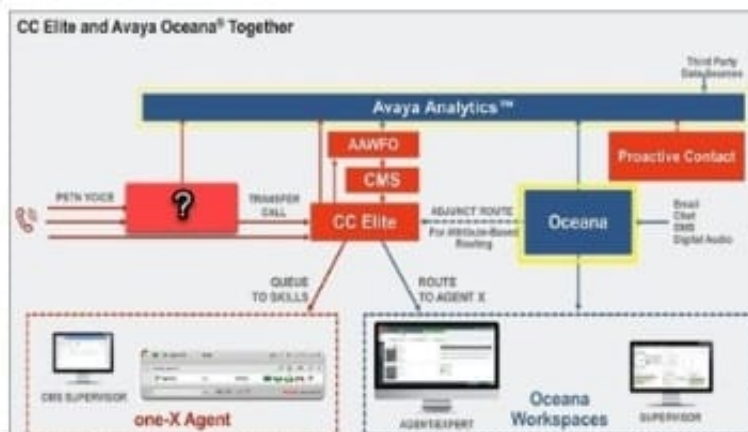 CC Elite and Avaya Oceana® Together
Third Party
Data Sources
Avaya Analytics™
AAWFO
Proactive Contact
CMS
PSTN VOICE
?
TRANSFER
CALL
CC Elite
ADJUNCT ROUTE
For Attribute-Based
Routing
Oceana
Email
Chat
SMS
Digital Audio
QUEUE
TO SKILLS
ROUTE
TO AGENT X
CMS SUPERVISOR
one-X Agent
AGENT/EXPERT
Oceana
Workspaces
SUPERVISOR